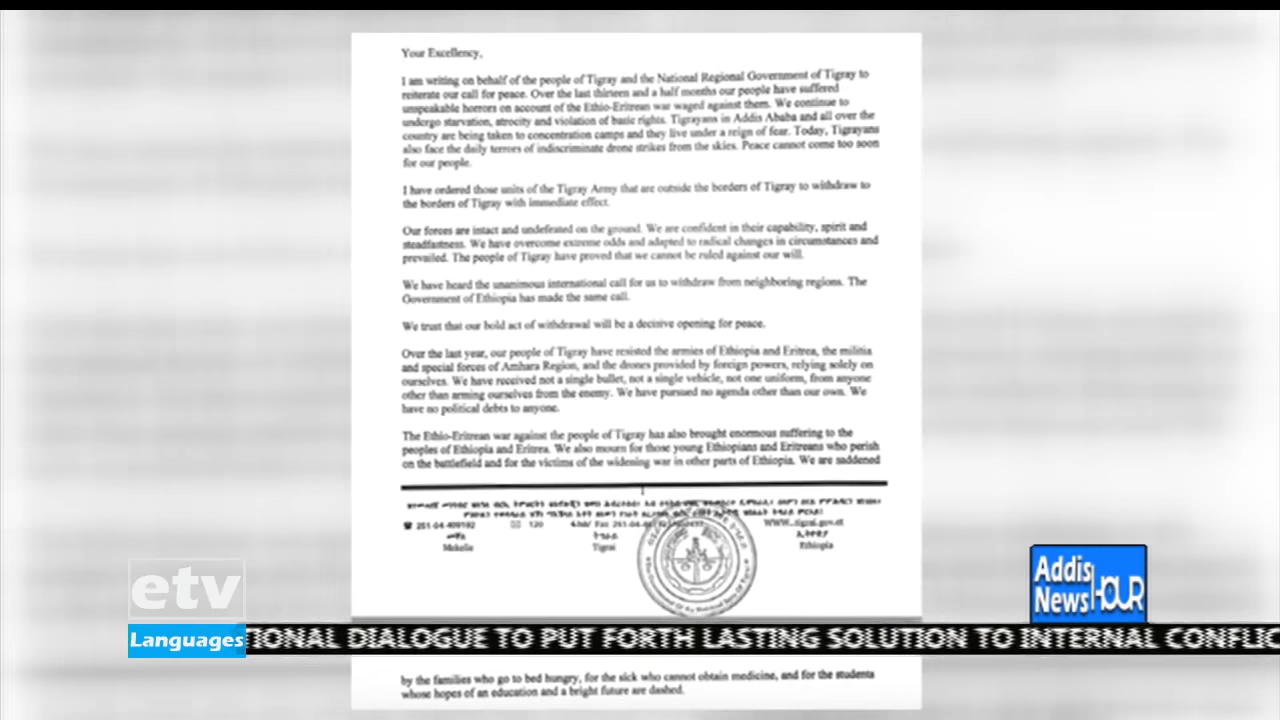 Your Excellency,
I am writing on behalf of the people of Tigray and the National Regional Government of Tigray to
reiterate our call for peace. Over the last thirteen and a half months our people have suffered
unspeakable horrors on account of the Ethio-Eritrean war waged against them. We continue to
undergo starvation, atrocity and violation of basic rights. Tigrayans in Addis Ababa and all over the
country are being taken to concentration camps and they live under a reign of fear. Today, Tigrayans
also face the daily terrors of indiscriminate drone strikes from the skies. Peace cannot come too soon
for our people.
I have ordered those units of the Tigray Army that are outside the borders of Tigray to withdraw to
the borders of Tigray with immediate effect.
Our forces are intact and undefeated on the ground. We are confident in their capability, spirit and
steadfastness. We have overcome extreme odds and adapted to radical changes in circumstances and
prevailed. The people of Tigray have proved that we cannot be ruled against our will.
We have heard the unanimous international call for us to withdraw from neighboring regions. The
Government of Ethiopia has made the same call.
We trust that our bold act of withdrawal will be a decisive opening for peace.
Over the last year, our people of Tigray have resisted the armies of Ethiopia and Eritrea, the militia
and special forces of Amhara Region, and the drones provided by foreign powers, relying solely on
ourselves. We have received not a single bullet, not a single vehicle, not one uniform, from anyone
other than arming ourselves from the enemy. We have pursued no agenda other than our own. We
have no political debts to anyone.
The Ethio-Eritrean war against the people of Tigray has also brought enormous suffering to the
peoples of Ethiopia and Eritrea. We also mourn for those young Ethiopians and Eritreans who perish
on the battlefield and for the victims of the widening war in other parts of Ethiopia. We are saddened
251-04-409192 120 Fax 251-04- WWW. tigrai.gov.et
መቐለ ትግራይ ኢትዮጵያ
Mekelle Tigrai Ethiopia
etv
Languages
Addis
News HOUR
TIONAL DIALOGUE TO PUT FORTH LASTING SOLUTION TO INTERNAL CONFLIC
by the families who go to bed hungry, for the sick who cannot obtain medicine, and for the students
whose hopes of an education and a bright future are dashed.